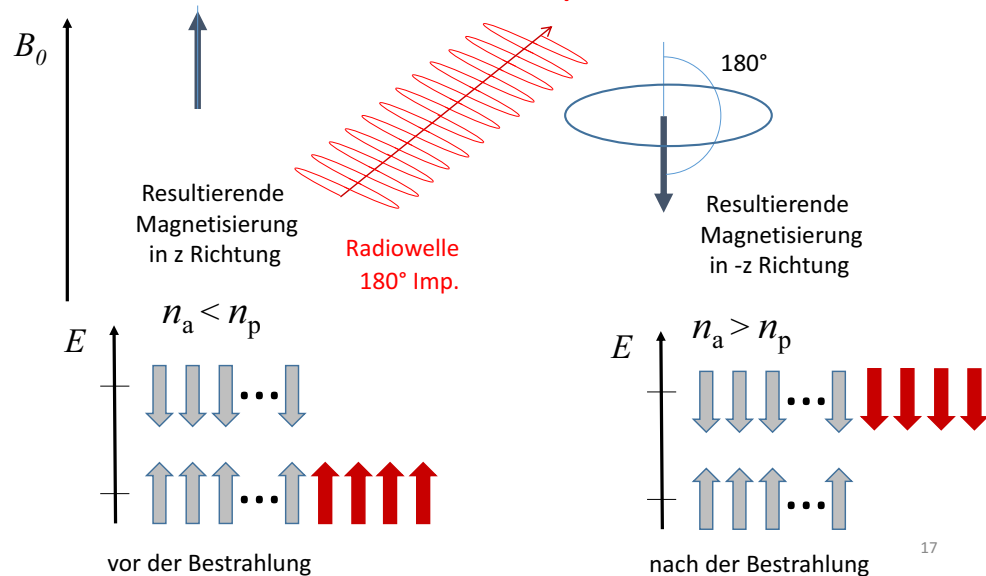 B₀
180°
Resultierende
Magnetisierung
in z Richtung
Radiowelle
180° Imp.
Resultierende
Magnetisierung
in -z Richtung
nₐ < nₚ
E
...
...
vor der Bestrahlung
nₐ > nₚ
E
...
...
nach der Bestrahlung
17